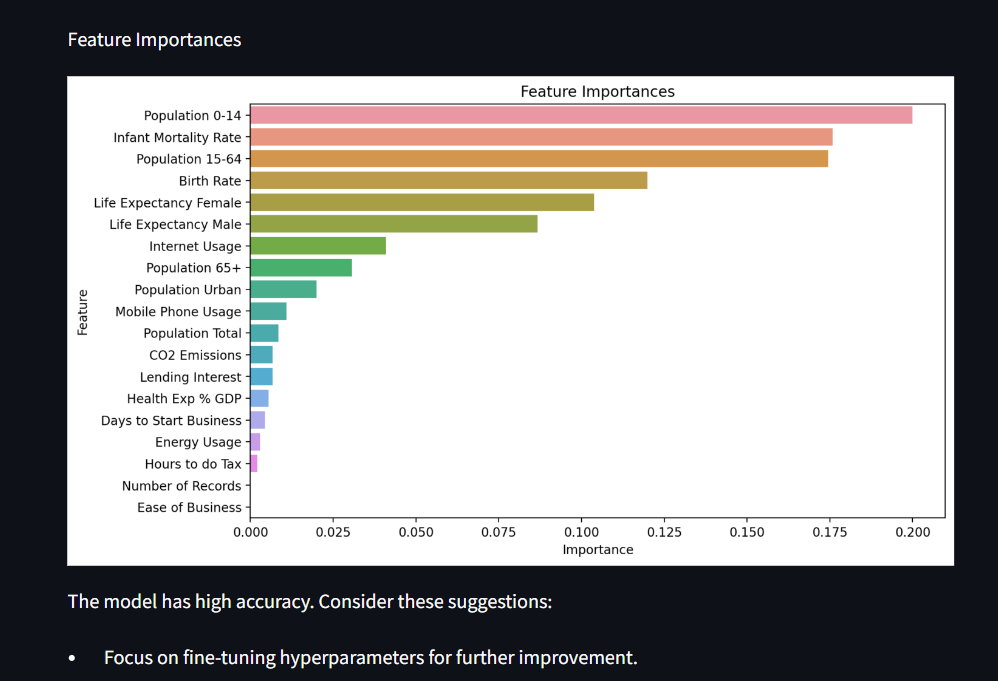 Feature Importances
Feature Importances
Population 0-14
Infant Mortality Rate
Population 15-64
Birth Rate
Life Expectancy Female
Life Expectancy Male
Internet Usage
Population 65+
Population Urban
Mobile Phone Usage
Population Total
CO2 Emissions
Lending Interest
Health Exp % GDP
Days to Start Business
Energy Usage
Hours to do Tax
Number of Records
Ease of Business
Feature
0.000 0.025 0.050 0.075 0.100 0.125 0.150 0.175 0.200
Importance
The model has high accuracy. Consider these suggestions:
• Focus on fine-tuning hyperparameters for further improvement.